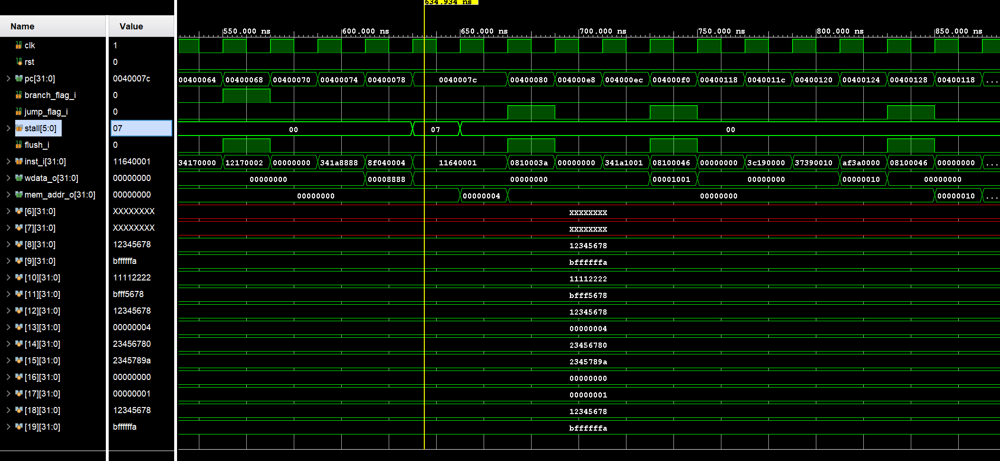 634.934 ns
Name Value
550.000 ns 600.000 ns 650.000 ns 700.000 ns 750.000 ns 800.000 ns 850.000 ns
clk 1
rst 0
pc[31:0] 0040007c 00400064 00400068 00400070 00400074 00400078 0040007c 00400080 004000e8 004000ec 004000f0 00400118 0040011c 00400120 00400124 00400128 00400118 ...
branch_flag_i 0
jump_flag_i 0
stall[5:0] 07 00 07 00
flush_i 0
inst_i[31:0] 11640001 34170000 12170002 00000000 341a8888 8f040004 11640001 0810003a 00000000 341a1001 08100046 00000000 3c190000 37390010 af3a0000 08100046 00000000 ...
wdata_o[31:0] 00000000 00000000 00008888 00000000 00001001 00000000 00000010 00000000
mem_addr_o[31:0] 00000000 00000000 00000004 00000000 00000010 ...
[6][31:0] XXXXXXXX XXXXXXXX
[7][31:0] XXXXXXXX XXXXXXXX
[8][31:0] 12345678 12345678
[9][31:0] bffffffa bffffffa
[10][31:0] 11112222 11112222
[11][31:0] bfff5678 bfff5678
[12][31:0] 12345678 12345678
[13][31:0] 00000004 00000004
[14][31:0] 23456780 23456780
[15][31:0] 2345789a 2345789a
[16][31:0] 00000000 00000000
[17][31:0] 00000001 00000001
[18][31:0] 12345678 12345678
[19][31:0] bffffffa bffffffa